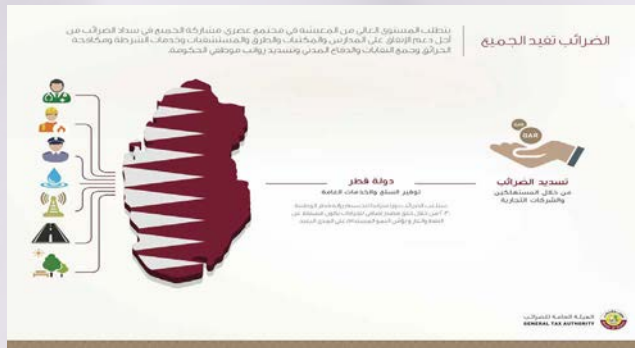 الضرائب تفيد الجميع
يتطلب المستوى العالي من المعيشة في مجتمع عصري مشاركة الجميع في سداد الضرائب من
أجل دعم الإنفاق على المدارس والمكتبات والطرق والمستشفيات وخدمات الشرطة ومكافحة
الحرائق وجمع النفايات والدفاع المدني وتسديد رواتب موظفي الحكومة.
QAR
QAR
تسديد الضرائب
من خلال المستهلكين
والشركات التجارية
دولة قطر
توفير السلع والخدمات العامة
الهيئة العامة للضرائب
GENERAL TAX AUTHORITY